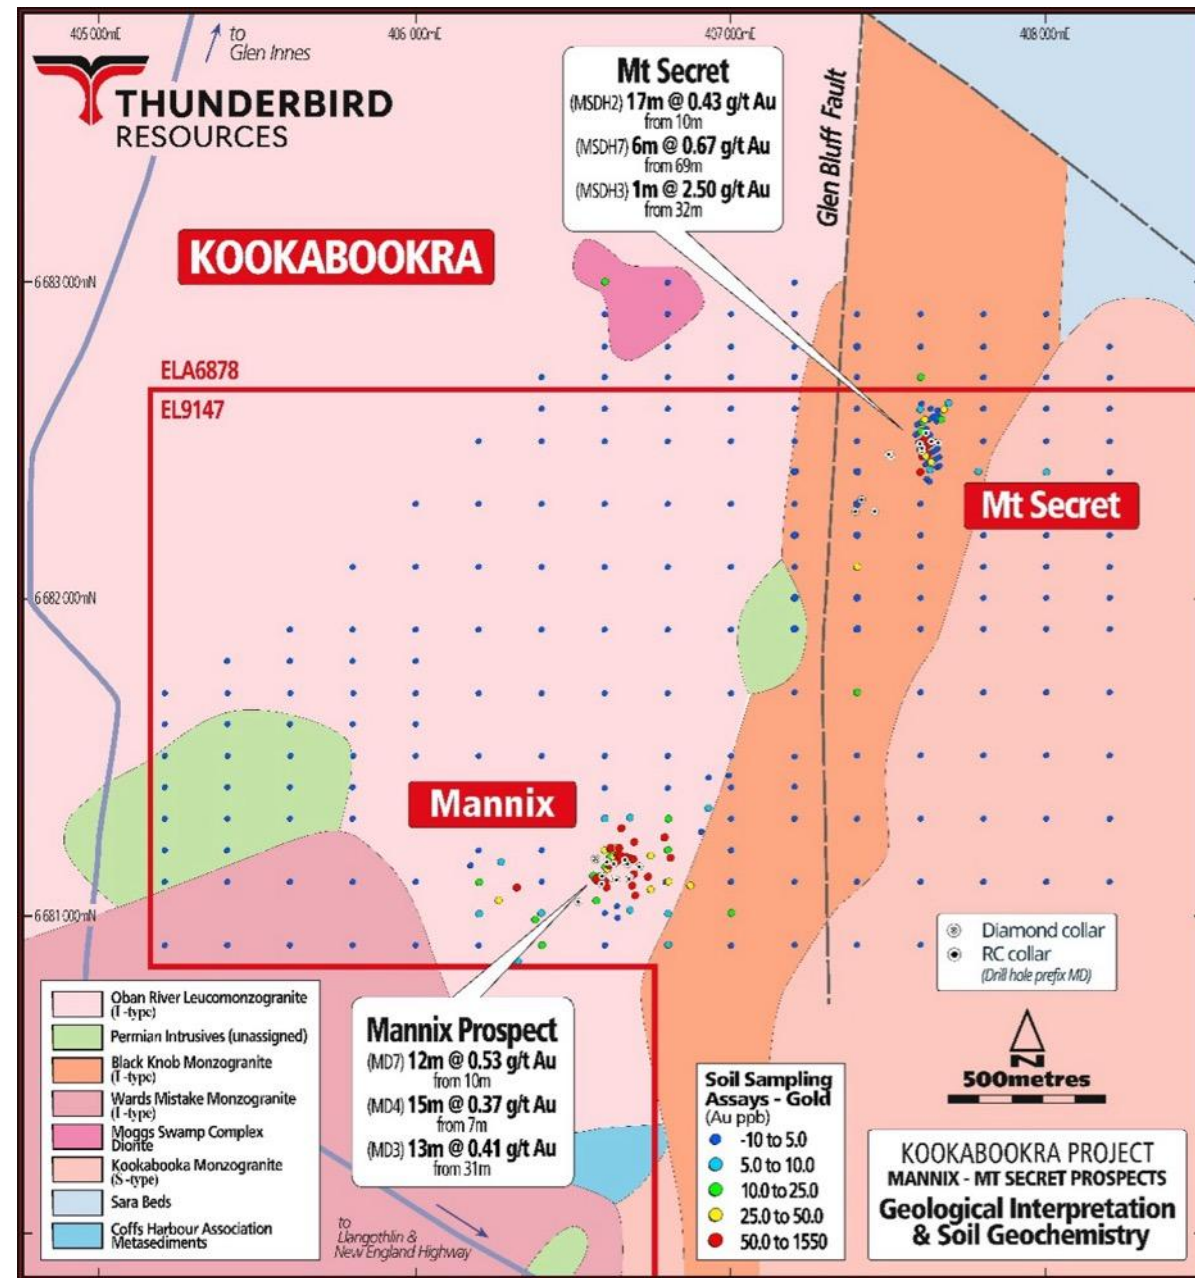 405 000mE
406 000mE
407 000mE
408 000mE
to
Glen Innes
THUNDERBIRD
RESOURCES
Mt Secret
(MSDH2) 17m @ 0.43 g/t Au
from 10m
(MSDH7) 6m @ 0.67 g/t Au
from 69m
(MSDH3) 1m @ 2.50 g/t Au
from 32m
Glen Bluff Fault
KOOKABOOKRA
6 683 000mN
ELA6878
EL9147
Mt Secret
6 682 000mN
Mannix
6 681 000mN
Diamond collar
RC collar
(Drill hole prefix MD)
N
500metres
Oban River Leucomonzogranite
(I -type)
Permian Intrusives (unassigned)
Black Knob Monzogranite
(I -type)
Wards Mistake Monzogranite
(I -type)
Moggs Swamp Complex
Diorite
Kookabooka Monzogranite
(S -type)
Sara Beds
Coffs Harbour Association
Metasediments
Mannix Prospect
(MD7) 12m @ 0.53 g/t Au
from 10m
(MD4) 15m @ 0.37 g/t Au
from 7m
(MD3) 13m @ 0.41 g/t Au
from 31m
to
Llangothlin &
New England Highway
Soil Sampling
Assays - Gold
(Au ppb)
-10 to 5.0
5.0 to 10.0
10.0 to 25.0
25.0 to 50.0
50.0 to 1550
KOOKABOOKRA PROJECT
MANNIX - MT SECRET PROSPECTS
Geological Interpretation
& Soil Geochemistry